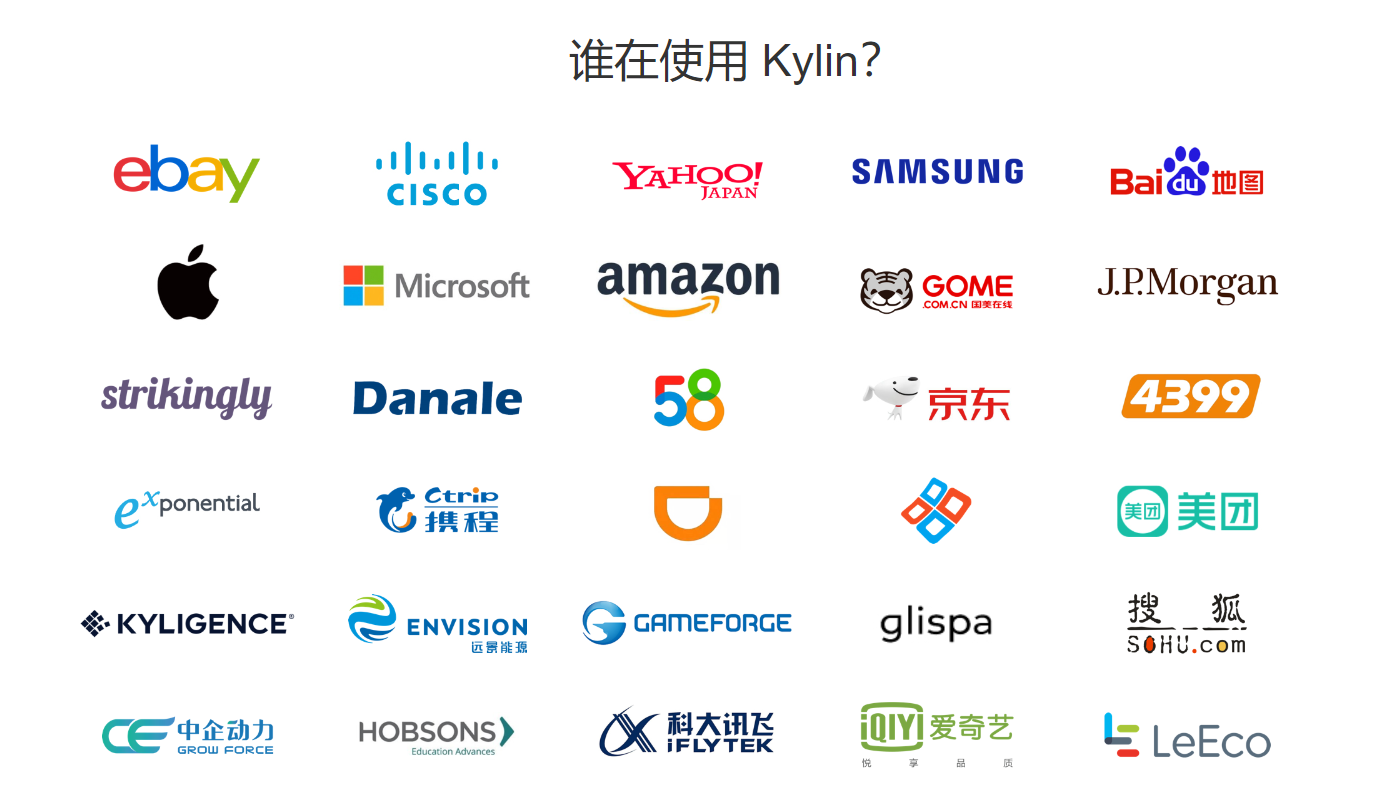 谁在使用 Kylin？
ebay
CISCO
YAHOO!
JAPAN
SAMSUNG
Bai du 地图
Microsoft
amazon
GOME
.COM.CN 国美在线
J.P.Morgan
strikingly
Danale
58
京东
4399
exponential
Ctrip
携程
美团 美团
KYLIGENCE®
ENVISION
远景能源
GAMEFORGE
glispa
搜狐
SOHU.com
CE 中企动力
GROW FORCE
HOBSONS
Education Advances
科大讯飞
iFLYTEK
iQIYI 爱奇艺
悦享品质
LeEco